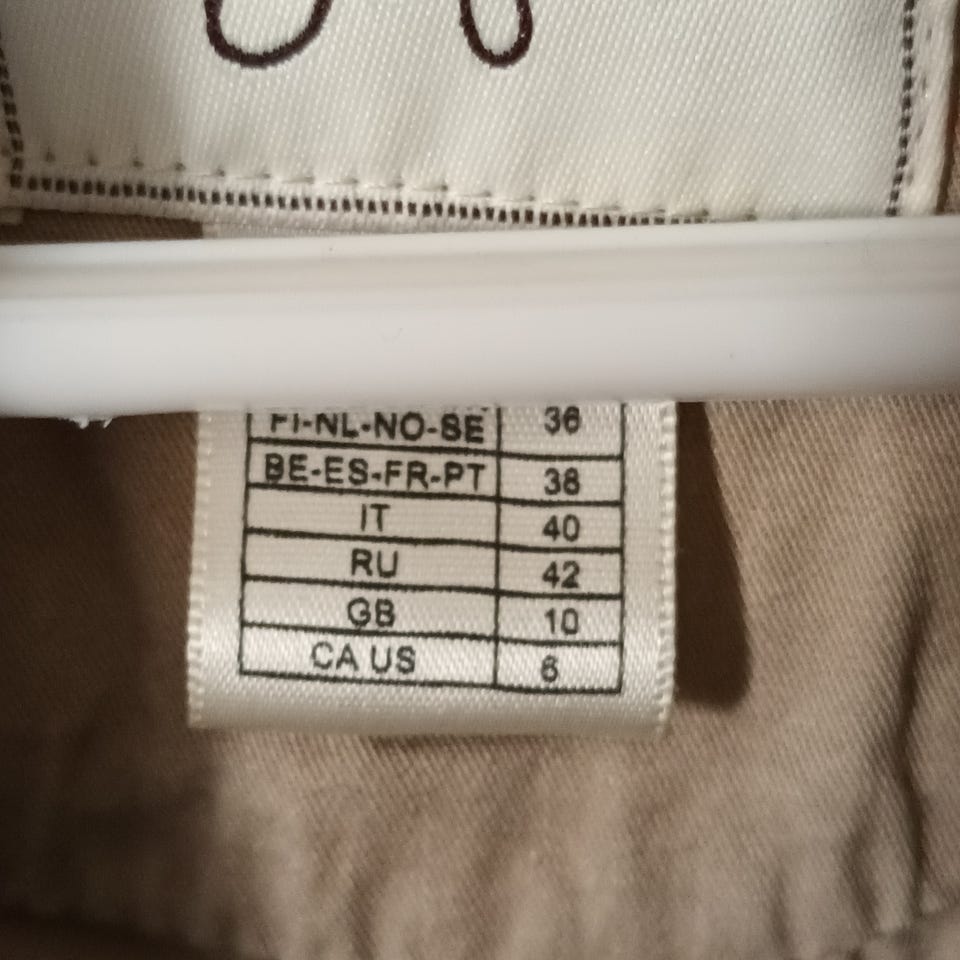 FI-NL-NO-SE 36
BE-ES-FR-PT 38
IT 40
RU 42
GB 10
CA US 6